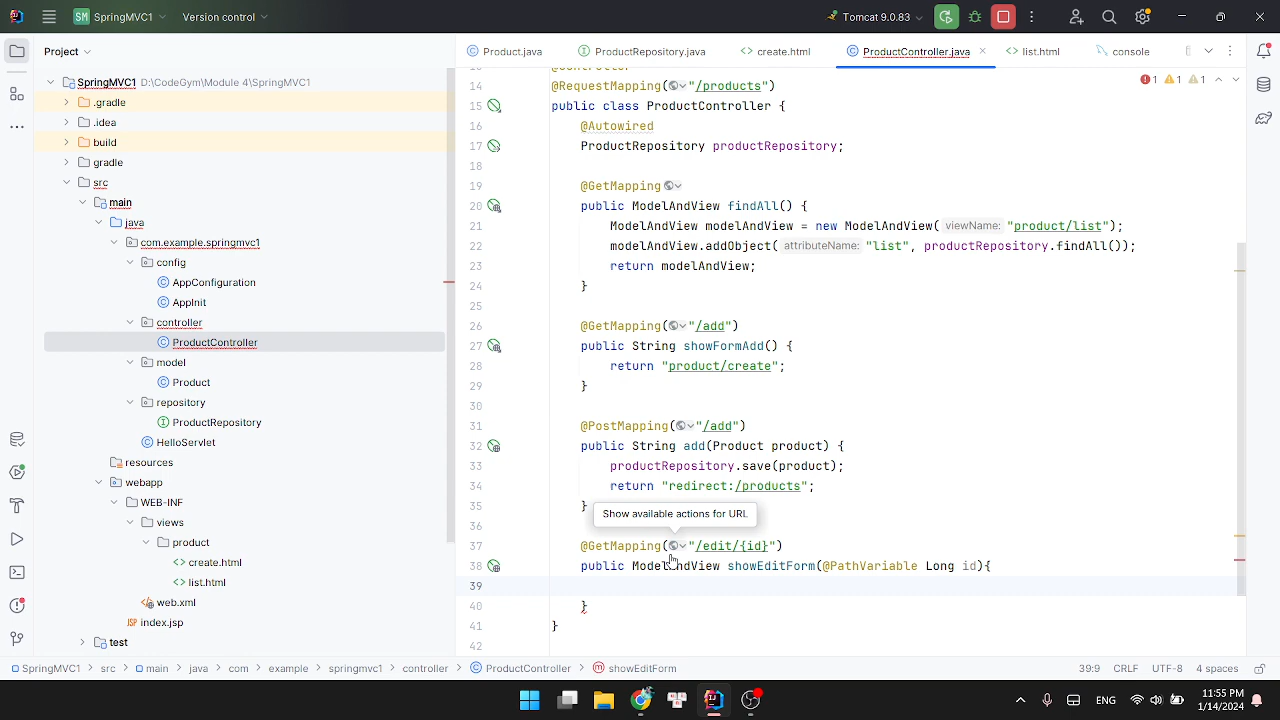 SM SpringMVC1 Version control Tomcat 9.0.83
Project
Product.java ProductRepository.java create.html ProductController.java list.html console
SpringMVC1 D:\CodeGym\Module 4\SpringMVC1
.gradle
.idea
build
gradle
src
main
java
com.example.springmvc1
config
AppConfiguration
AppInit
controller
ProductController
model
Product
repository
ProductRepository
HelloServlet
resources
webapp
WEB-INF
views
product
create.html
list.html
web.xml
JSP index.jsp
test
1 1 1
14 @RequestMapping("/products")
15 public class ProductController {
16 @Autowired
17 ProductRepository productRepository;
18
19 @GetMapping
20 public ModelAndView findAll() {
21 ModelAndView modelAndView = new ModelAndView( viewName: "product/list");
22 modelAndView.addObject( attributeName: "list", productRepository.findAll());
23 return modelAndView;
24 }
25
26 @GetMapping("/add")
27 public String showFormAdd() {
28 return "product/create";
29 }
30
31 @PostMapping("/add")
32 public String add(Product product) {
33 productRepository.save(product);
34 return "redirect:/products";
35 }
Show available actions for URL
36
37 @GetMapping("/edit/{id}")
38 public ModelAndView showEditForm(@PathVariable Long id){
39
40 }
41 }
42
SpringMVC1 > src > main > java > com > example > springmvc1 > controller > ProductController > showEditForm 39:9 CRLF UTF-8 4 spaces
ENG 11:55 PM
1/14/2024